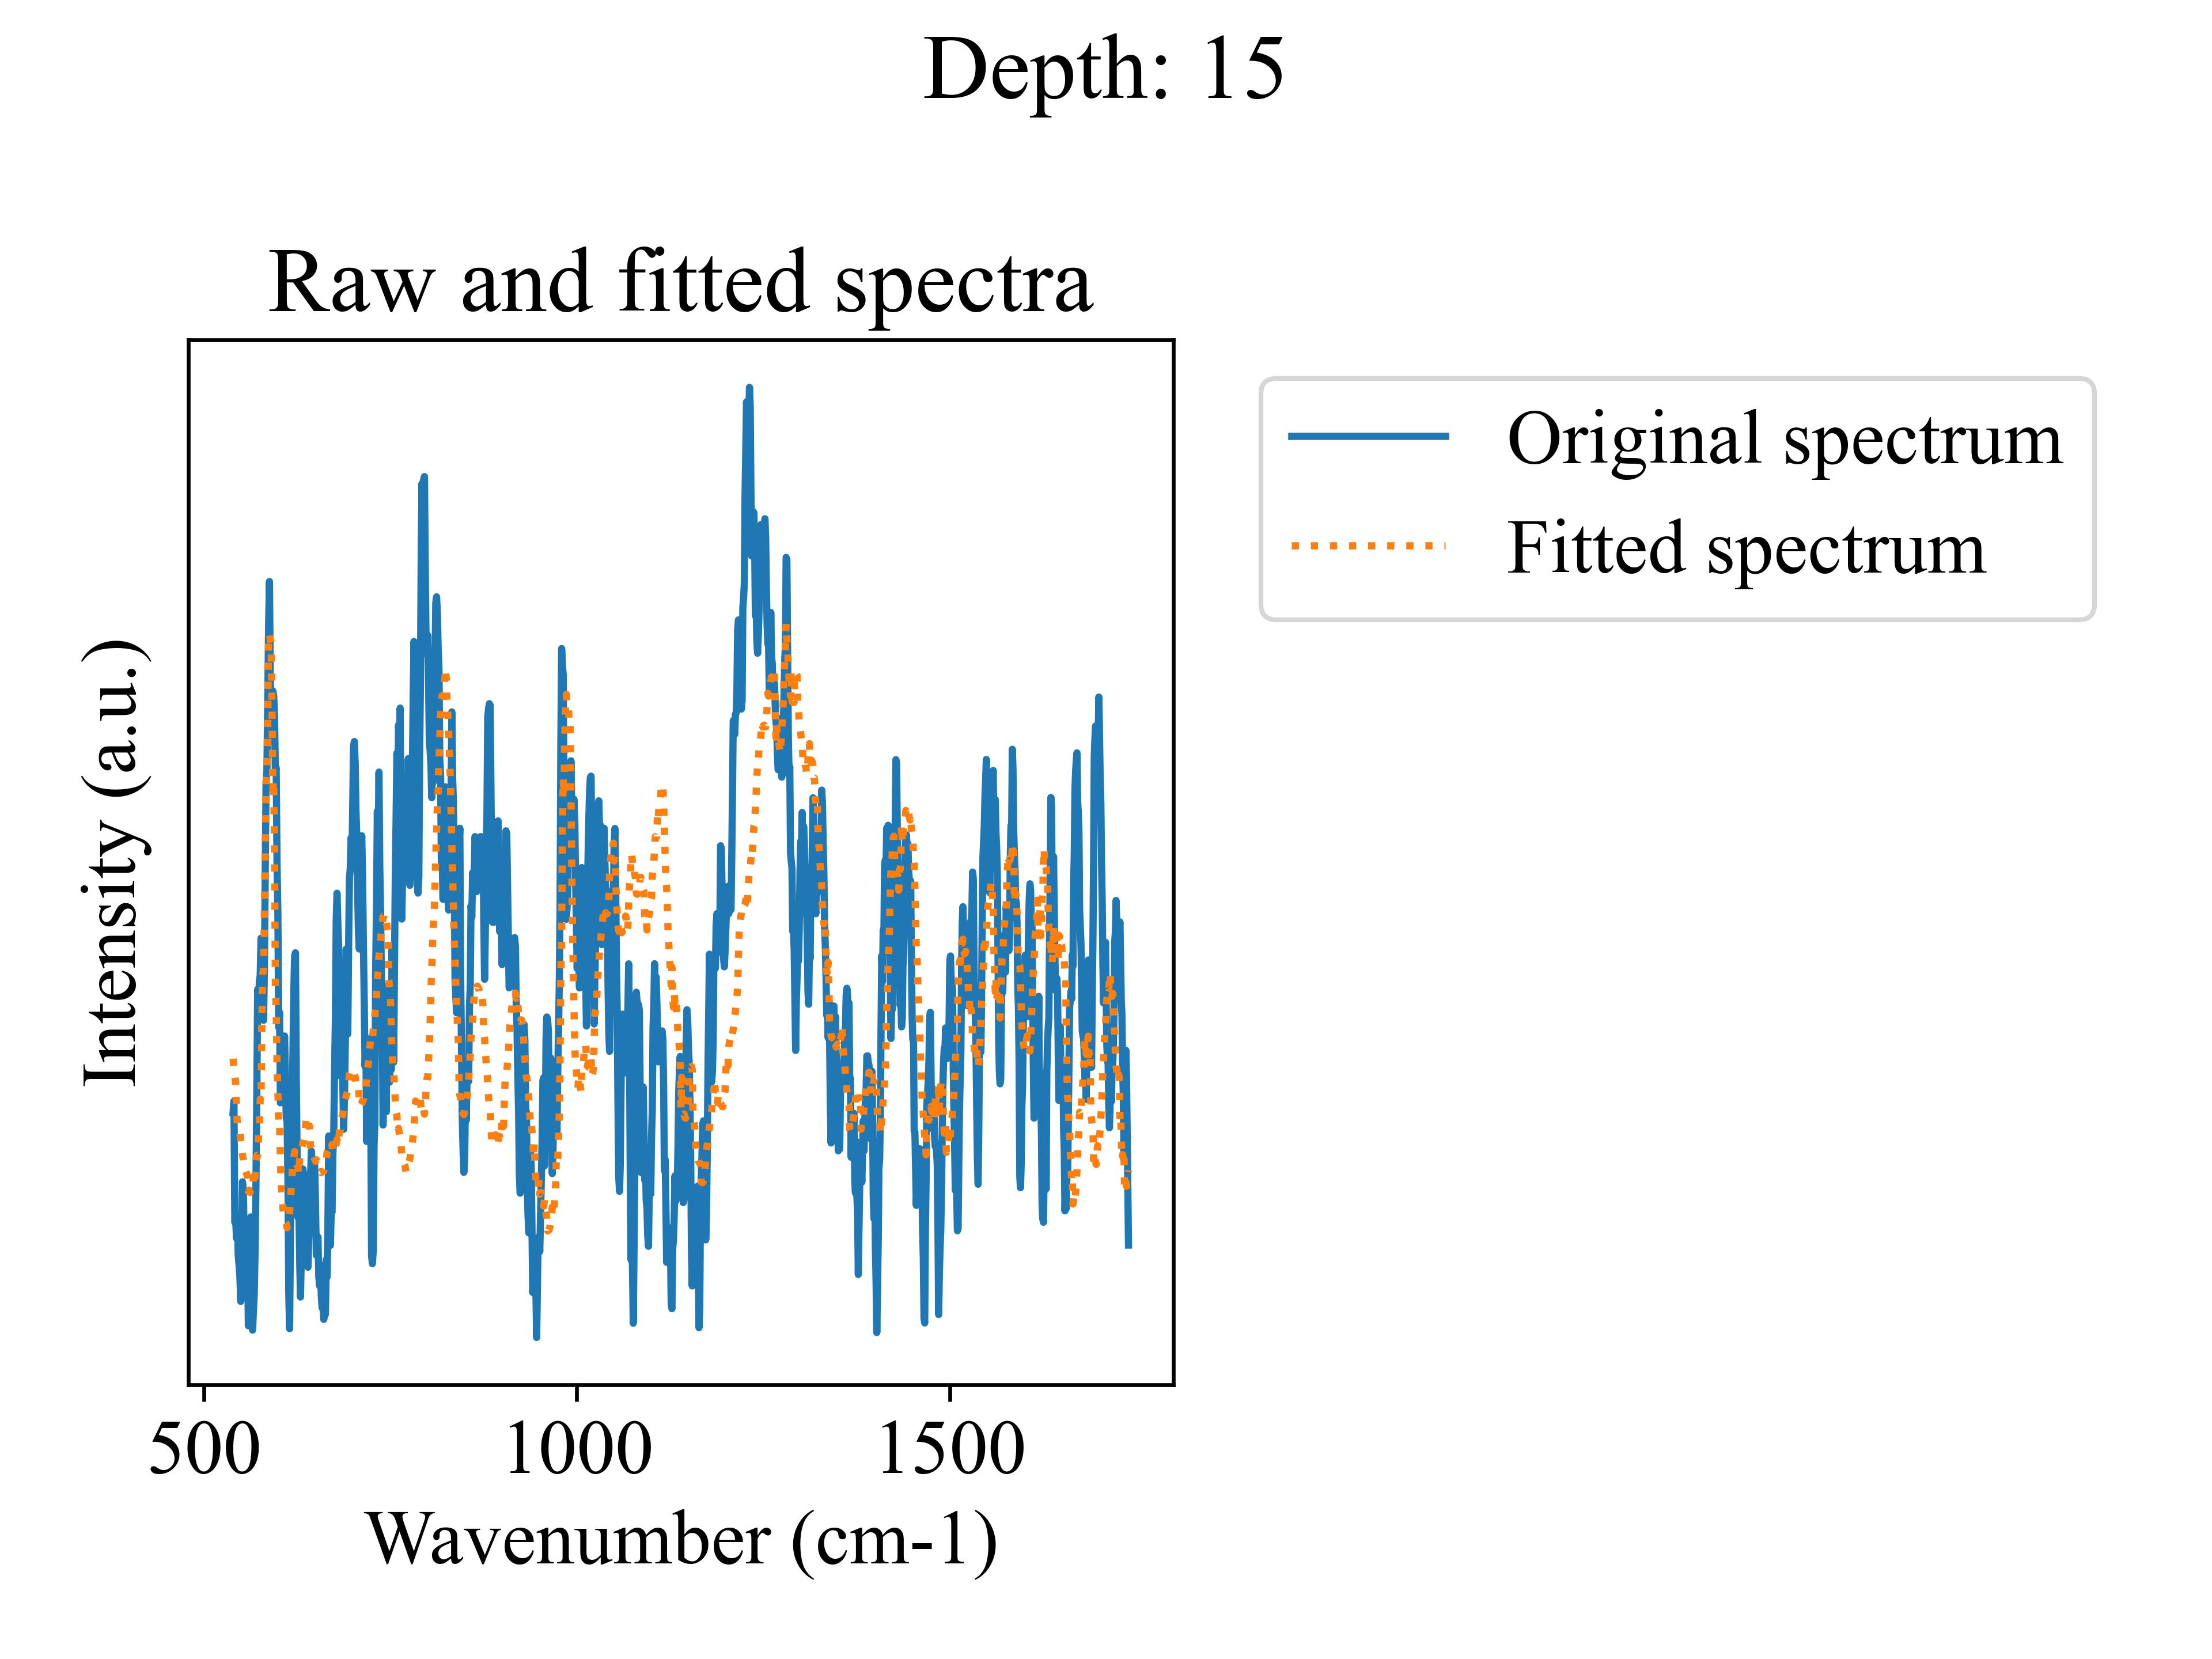 Depth: 15
Raw and fitted spectra
Original spectrum
Fitted spectrum
Intensity (a.u.)
500
1000
1500
Wavenumber (cm-1)